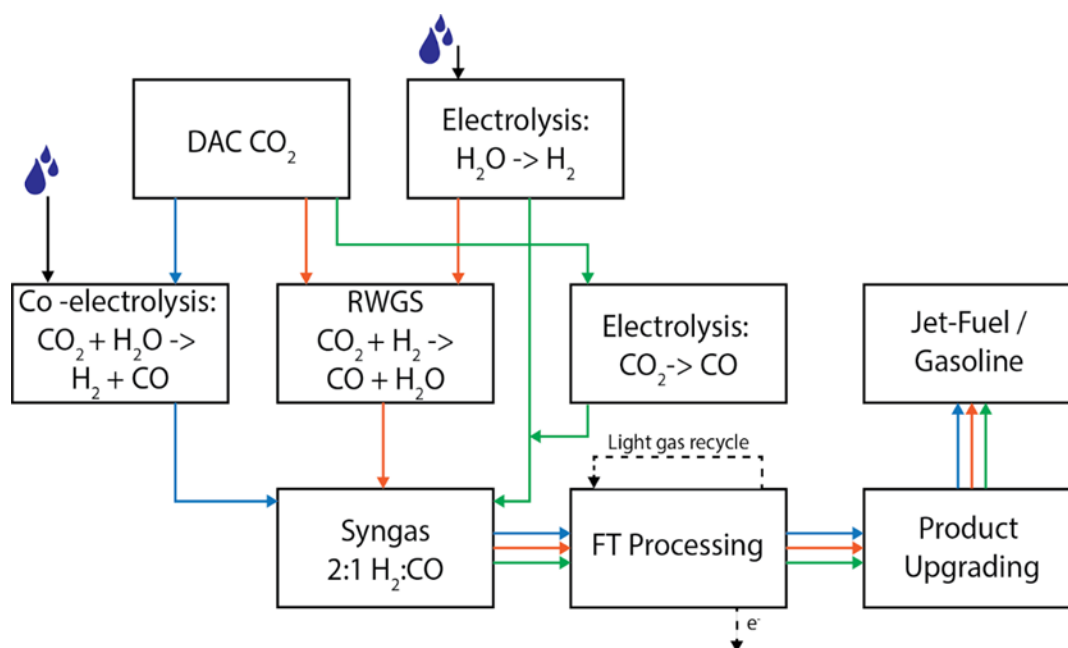 DAC CO₂
Electrolysis:
H₂O -> H₂
Co -electrolysis:
CO₂ + H₂O ->
H₂ + CO
RWGS
CO₂ + H₂ ->
CO + H₂O
Electrolysis:
CO₂-> CO
Jet-Fuel /
Gasoline
Light gas recycle
Syngas
2:1 H₂:CO
FT Processing
Product
Upgrading
e⁻